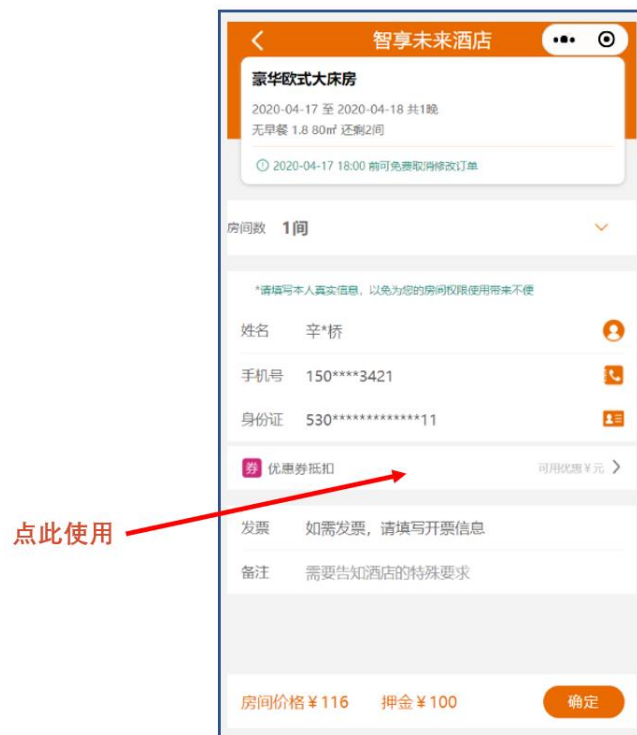 智享未来酒店
豪华欧式大床房
2020-04-17 至 2020-04-18 共1晚
无早餐 1.8 80㎡ 还剩2间
2020-04-17 18:00 前可免费取消修改订单
房间数 1间
*请填写本人真实信息，以免为您的房间权限使用带来不便
姓名 辛*桥
手机号 150****3421
身份证 530*************11
券 优惠券抵扣 可用优惠¥元
点此使用
发票 如需发票，请填写开票信息
备注 需要告知酒店的特殊要求
房间价格¥116 押金¥100 确定